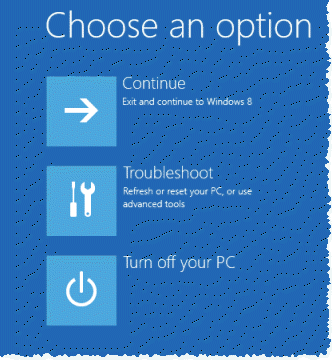 Choose an option
Continue
Exit and continue to Windows 8
Troubleshoot
Refresh or reset your PC, or use
advanced tools
Turn off your PC